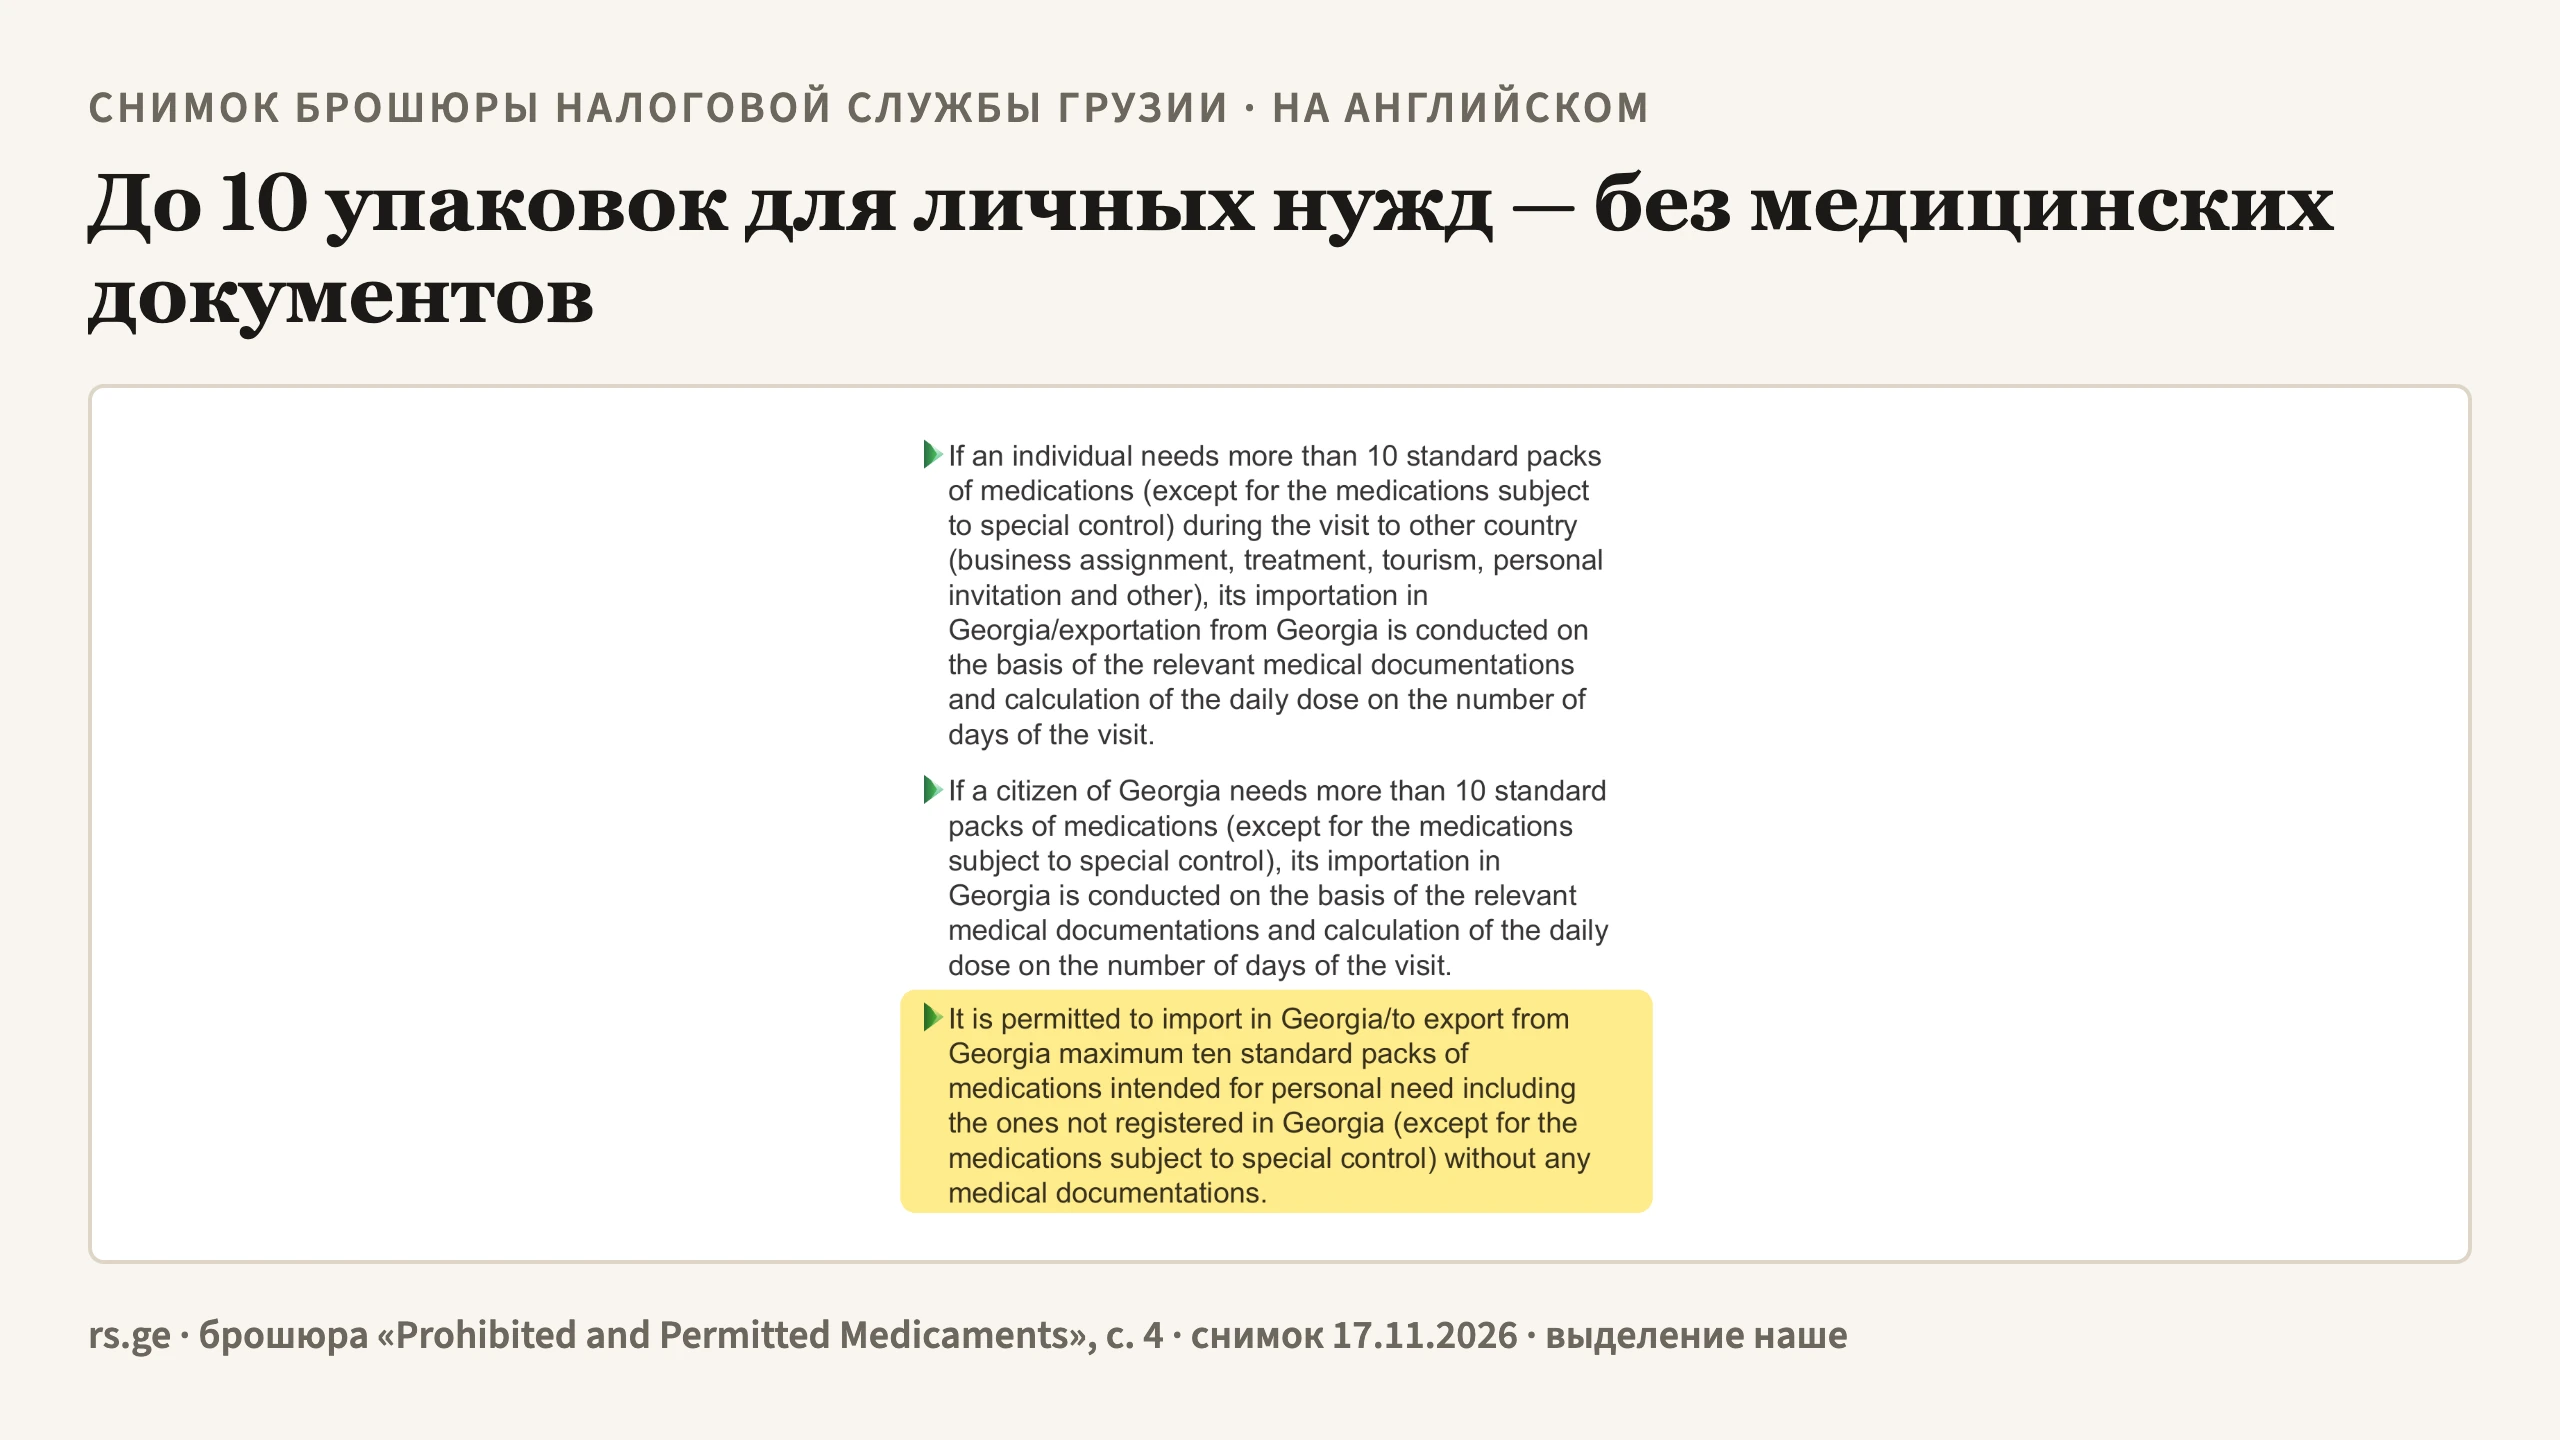 СНИМОК БРОШЮРЫ НАЛОГОВОЙ СЛУЖБЫ ГРУЗИИ · НА АНГЛИЙСКОМ
До 10 упаковок для личных нужд — без медицинских
документов
If an individual needs more than 10 standard packs
of medications (except for the medications subject
to special control) during the visit to other country
(business assignment, treatment, tourism, personal
invitation and other), its importation in
Georgia/exportation from Georgia is conducted on
the basis of the relevant medical documentations
and calculation of the daily dose on the number of
days of the visit.
If a citizen of Georgia needs more than 10 standard
packs of medications (except for the medications
subject to special control), its importation in
Georgia is conducted on the basis of the relevant
medical documentations and calculation of the daily
dose on the number of days of the visit.
It is permitted to import in Georgia/to export from
Georgia maximum ten standard packs of
medications intended for personal need including
the ones not registered in Georgia (except for the
medications subject to special control) without any
medical documentations.
rs.ge · брошюра «Prohibited and Permitted Medicaments», с. 4 · снимок 17.11.2026 · выделение наше